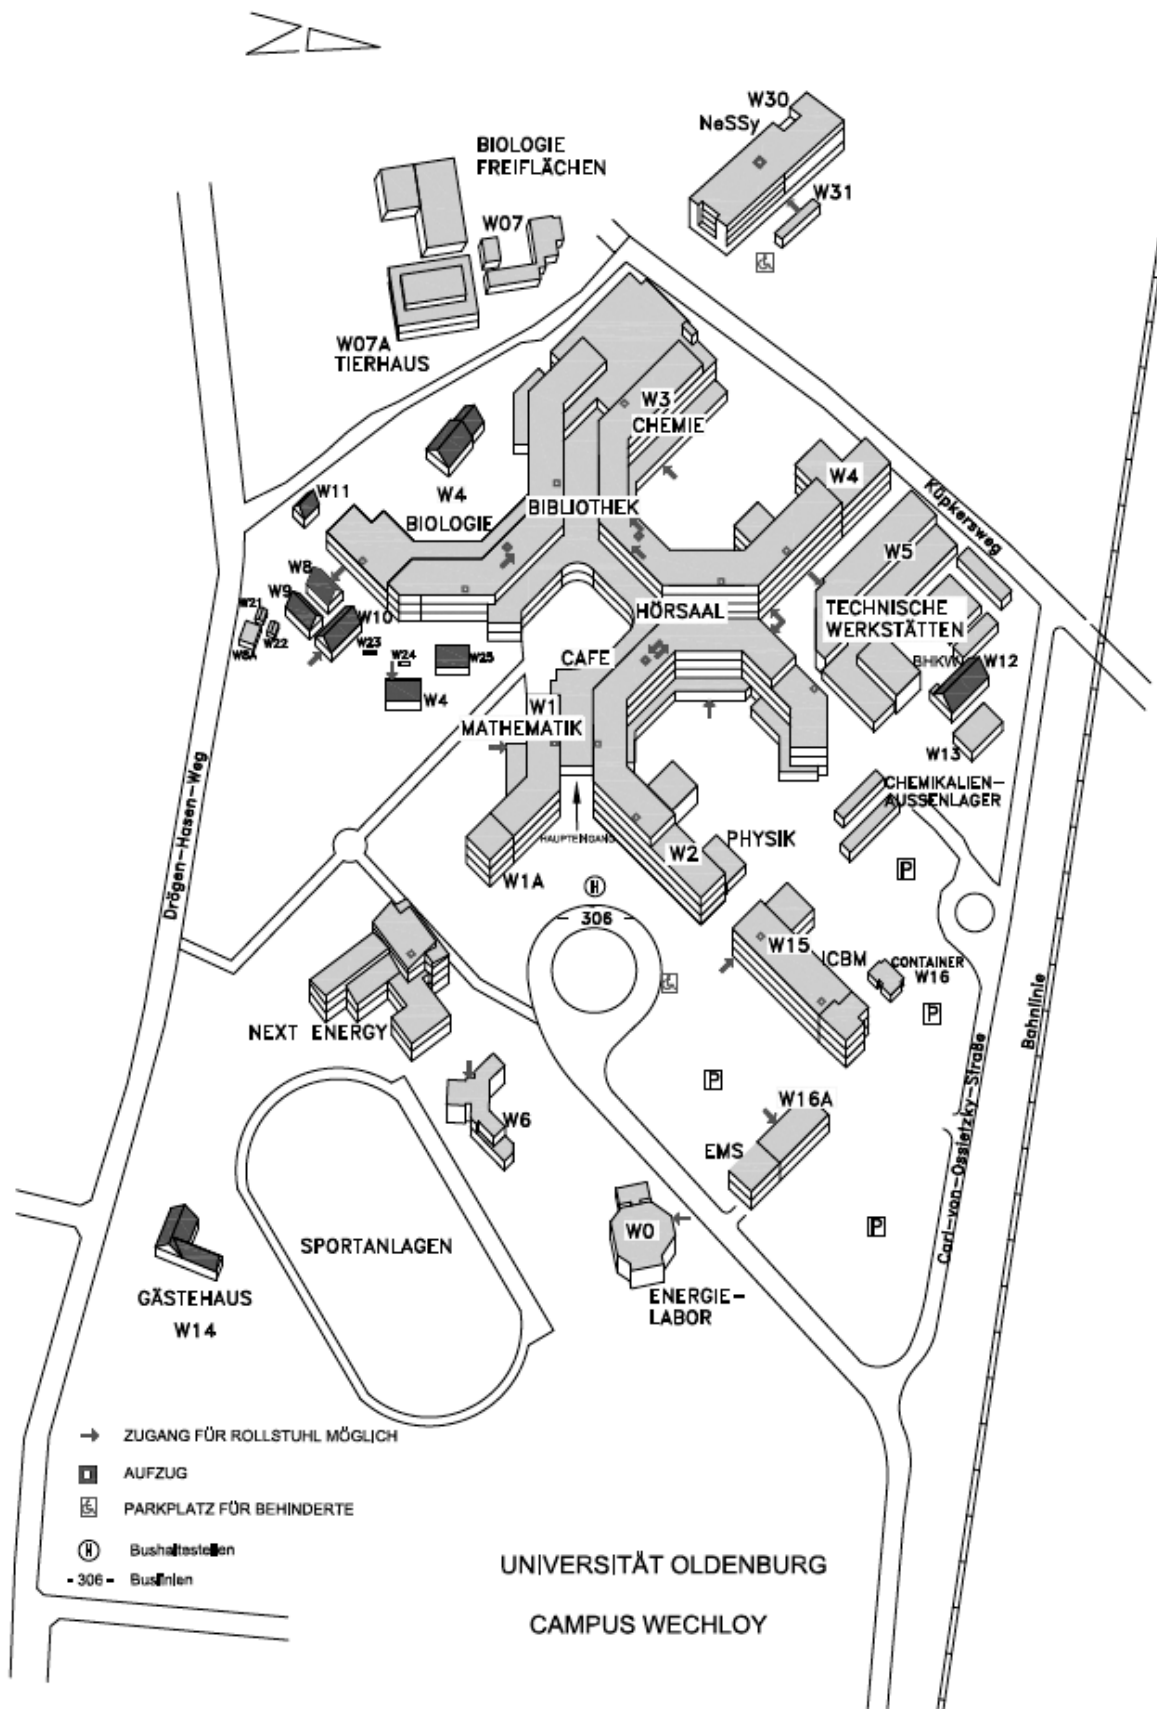 W30
NeSSy
BIOLOGIE
FREIFLÄCHEN
W31
W07
W07A
TIERHAUS
W3
CHEMIE
W4
W4
W11
BIOLOGIE
BIBLIOTHEK
Küpkersweg
W5
W8
W9
W10
W21
W22
W23
W8A
W24
W25
W4
HÖRSAAL
TECHNISCHE
WERKSTÄTTEN
BHKW
W12
CAFE
W1
MATHEMATIK
W13
CHEMIKALIEN-
AUSSENLAGER
Drögen-Hasen-Weg
HAUPTEINGANG
PHYSIK
W2
W1A
P
H
306
W15
ICBM
CONTAINER
W16
P
NEXT ENERGY
Bahnlinie
Carl-von-Ossietzky-Straße
P
W6
W16A
EMS
P
W0
SPORTANLAGEN
GÄSTEHAUS
W14
ENERGIE-
LABOR
ZUGANG FÜR ROLLSTUHL MÖGLICH
AUFZUG
PARKPLATZ FÜR BEHINDERTE
H Bushaltestellen
- 306 - Buslinien
UNIVERSITÄT OLDENBURG
CAMPUS WECHLOY